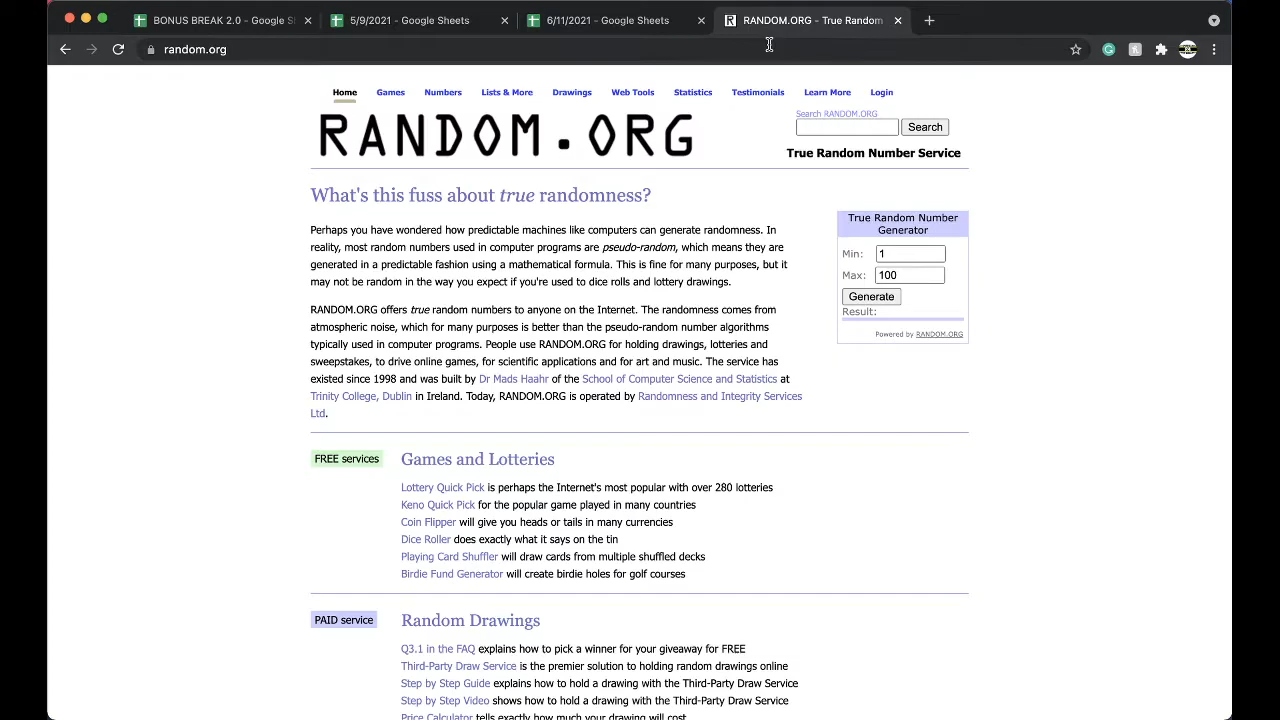 BONUS BREAK 2.0 - Google S
5/9/2021 - Google Sheets
6/11/2021 - Google Sheets
RANDOM.ORG - True Random
random.org
Home Games Numbers Lists & More Drawings Web Tools Statistics Testimonials Learn More Login
RANDOM.ORG
Search RANDOM.ORG
Search
True Random Number Service
What's this fuss about true randomness?
Perhaps you have wondered how predictable machines like computers can generate randomness. In
reality, most random numbers used in computer programs are pseudo-random, which means they are
generated in a predictable fashion using a mathematical formula. This is fine for many purposes, but it
may not be random in the way you expect if you're used to dice rolls and lottery drawings.
RANDOM.ORG offers true random numbers to anyone on the Internet. The randomness comes from
atmospheric noise, which for many purposes is better than the pseudo-random number algorithms
typically used in computer programs. People use RANDOM.ORG for holding drawings, lotteries and
sweepstakes, to drive online games, for scientific applications and for art and music. The service has
existed since 1998 and was built by Dr Mads Haahr of the School of Computer Science and Statistics at
Trinity College, Dublin in Ireland. Today, RANDOM.ORG is operated by Randomness and Integrity Services
Ltd.
True Random Number
Generator
Min: 1
Max: 100
Generate
Result:
Powered by RANDOM.ORG
FREE services
Games and Lotteries
Lottery Quick Pick is perhaps the Internet's most popular with over 280 lotteries
Keno Quick Pick for the popular game played in many countries
Coin Flipper will give you heads or tails in many currencies
Dice Roller does exactly what it says on the tin
Playing Card Shuffler will draw cards from multiple shuffled decks
Birdie Fund Generator will create birdie holes for golf courses
PAID service
Random Drawings
Q3.1 in the FAQ explains how to pick a winner for your giveaway for FREE
Third-Party Draw Service is the premier solution to holding random drawings online
Step by Step Guide explains how to hold a drawing with the Third-Party Draw Service
Step by Step Video shows how to hold a drawing with the Third-Party Draw Service
Price Calculator tells exactly how much your drawing will cost